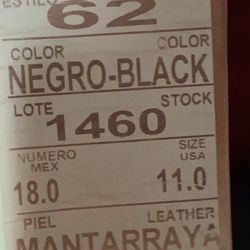 ESTILO 62
COLOR COLOR
NEGRO-BLACK
LOTE STOCK
1460
NUMERO MEX SIZE USA
18.0 11.0
PIEL LEATHER
MANTARRAYA